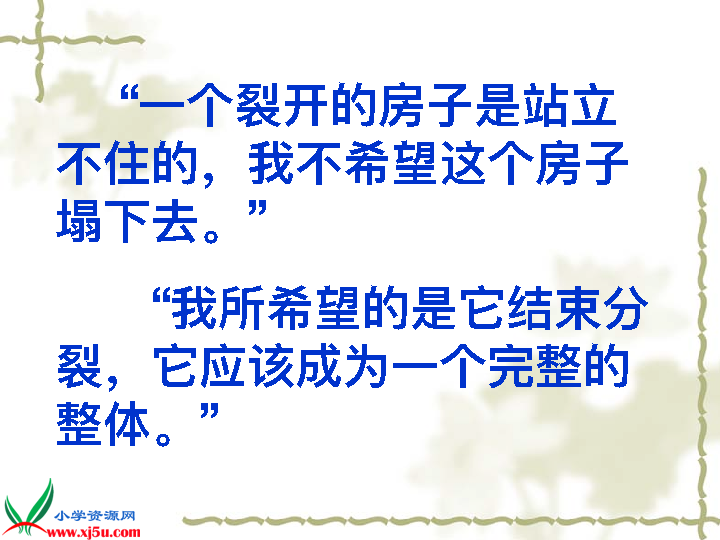 “一个裂开的房子是站立
不住的，我不希望这个房子
塌下去。”
“我所希望的是它结束分
裂，它应该成为一个完整的
整体。”
小学资源网
www.xj5u.com